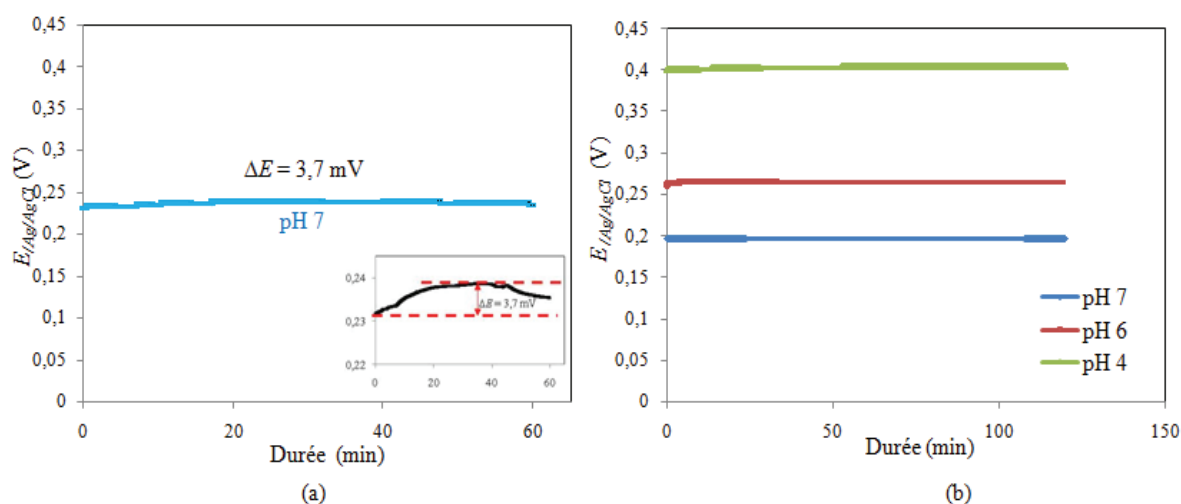 0,45
0,4
0,35
0,3
0,25
0,2
0,15
0,1
0,05
0
E/Ag/AgCl (V)
ΔE = 3,7 mV
pH 7
0,24
0,23
0,22
ΔE = 3,7 mV
0 20 40 60
0 20 40 60
Durée (min)
(a)
0,45
0,4
0,35
0,3
0,25
0,2
0,15
0,1
0,05
0
E/Ag/AgCl (V)
pH 7
pH 6
pH 4
0 50 100 150
Durée (min)
(b)